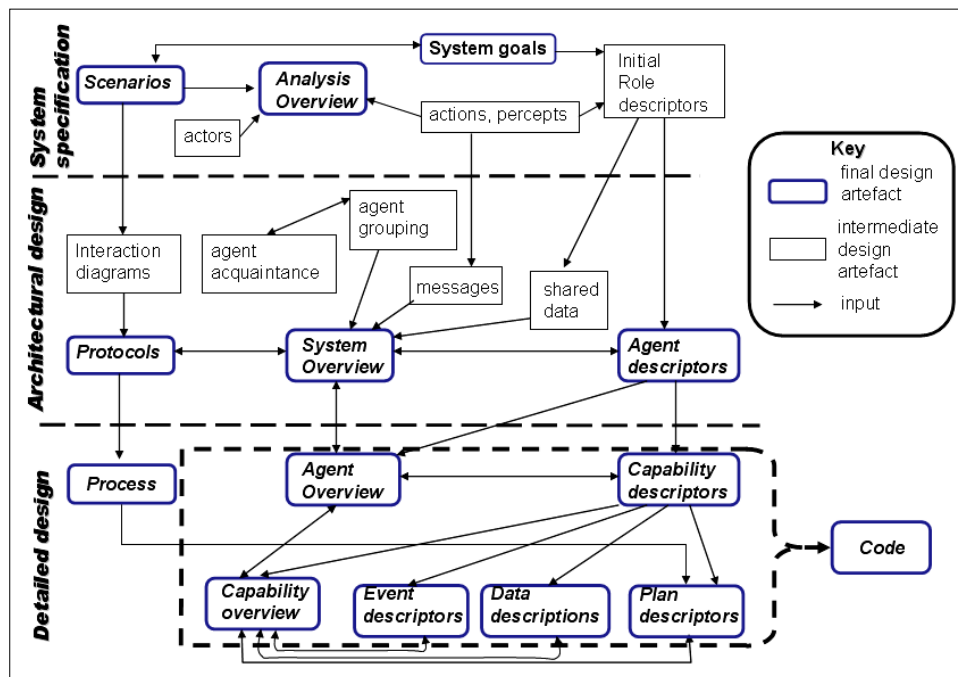 System
specification
System goals
Scenarios
Analysis
Overview
Initial
Role
descriptors
actors
actions, percepts
Key
final design
artefact
intermediate
design
artefact
input
Architectural design
agent
grouping
Interaction
diagrams
agent
acquaintance
messages
shared
data
Protocols
System
Overview
Agent
descriptors
Detailed design
Process
Agent
Overview
Capability
descriptors
Code
Capability
overview
Event
descriptors
Data
descriptions
Plan
descriptors